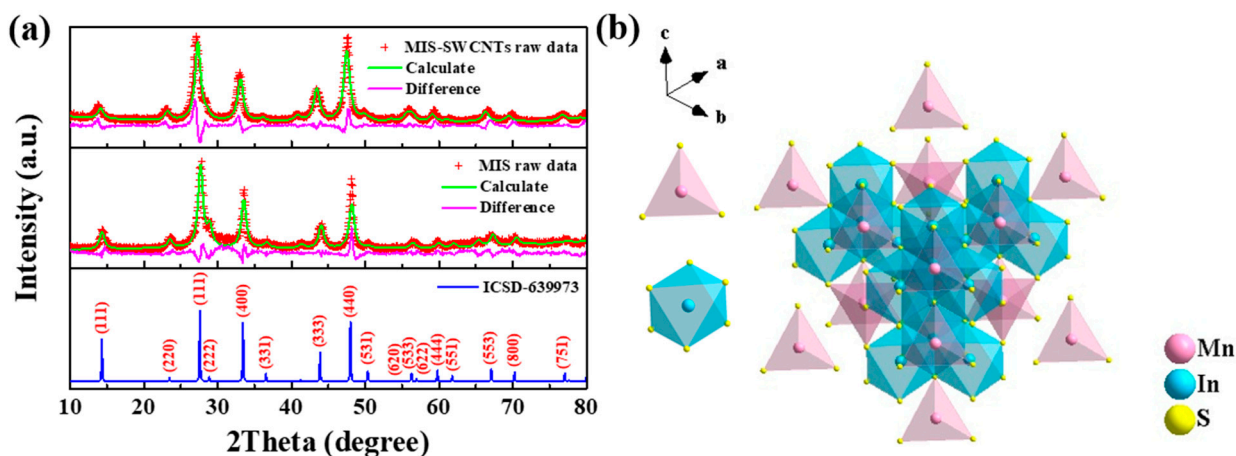 (a)
MIS-SWCNTs raw data
Calculate
Difference
MIS raw data
Calculate
Difference
ICSD-639973
(111)
(220)
(111)
(222)
(400)
(331)
(333)
(440)
(531)
(620)
(533)
(622)
(444)
(551)
(553)
(800)
(751)
Intensity (a.u.)
10 20 30 40 50 60 70 80
2Theta (degree)
(b)
c
a
b
Mn
In
S